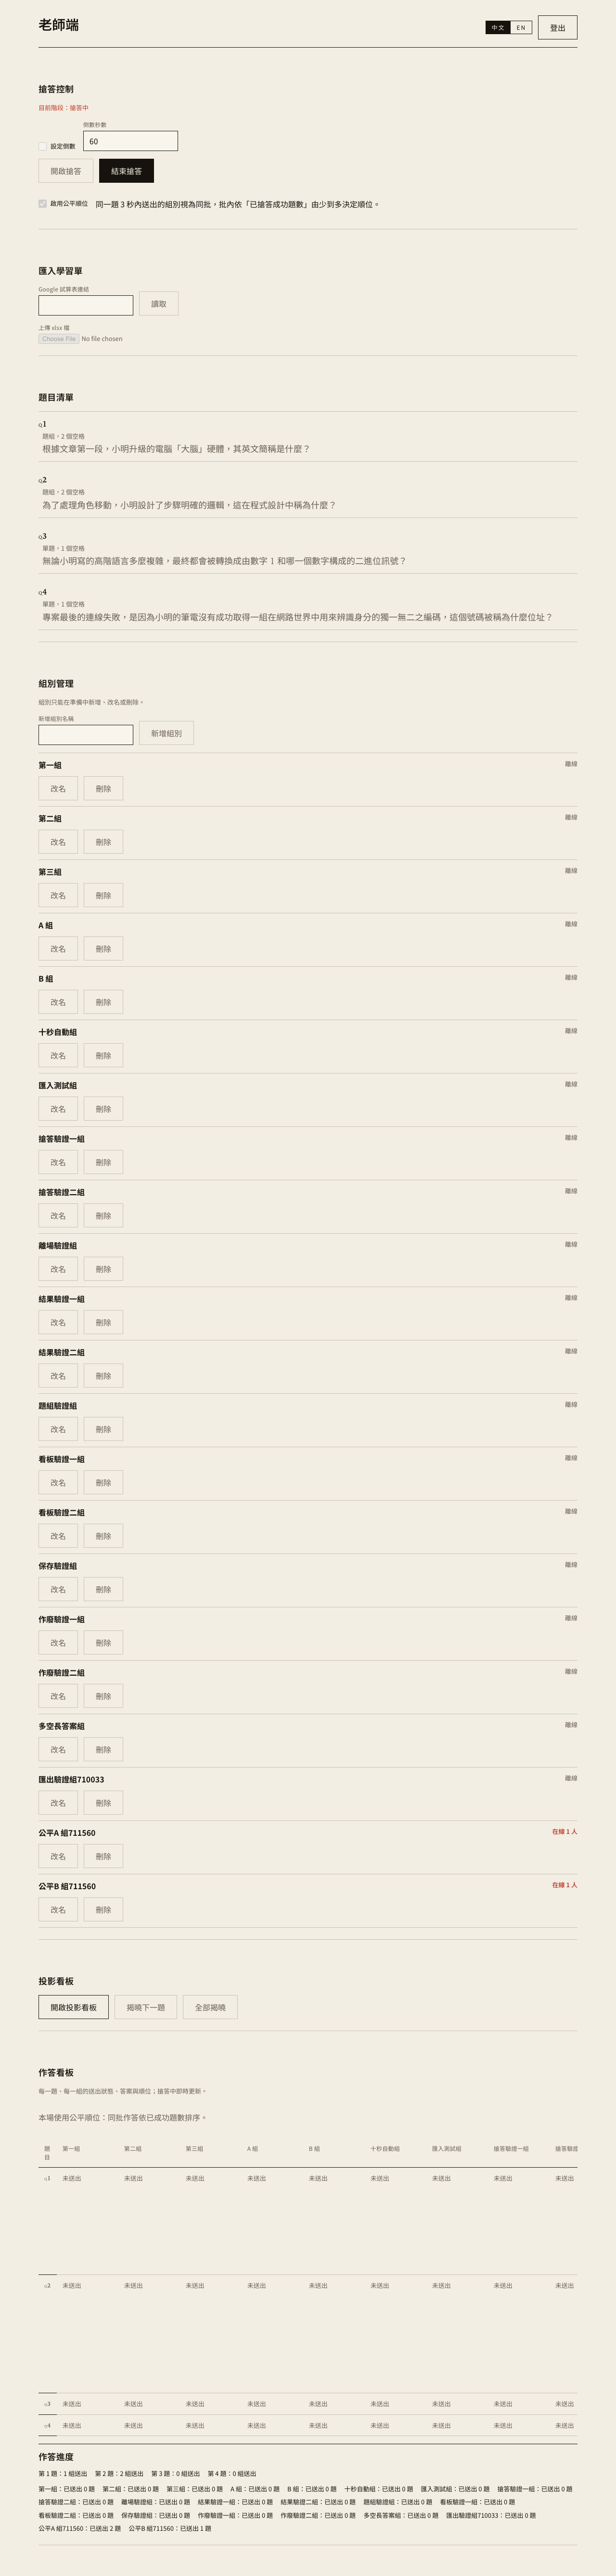 老師端
中文 EN 登出
搶答控制
目前階段：搶答中
倒數秒數
設定倒數 60
開啟搶答 結束搶答
啟用公平順位 同一題 3 秒內送出的組別視為同批，批內依「已搶答成功題數」由少到多決定順位。
匯入學習單
Google 試算表連結
讀取
上傳 xlsx 檔
Choose File No file chosen
題目清單
Q1
題組，2 個空格
根據文章第一段，小明升級的電腦「大腦」硬體，其英文簡稱是什麼？
Q2
題組，2 個空格
為了處理角色移動，小明設計了步驟明確的邏輯，這在程式設計中稱為什麼？
Q3
單題，1 個空格
無論小明寫的高階語言多麼複雜，最終都會被轉換成由數字 1 和哪一個數字構成的二進位訊號？
Q4
單題，1 個空格
專案最後的連線失敗，是因為小明的筆電沒有成功取得一組在網路世界中用來辨識身分的獨一無二之編碼，這個號碼被稱為什麼位址？
組別管理
組別只能在準備中新增、改名或刪除。
新增組別名稱
新增組別
第一組 離線
改名 刪除
第二組 離線
改名 刪除
第三組 離線
改名 刪除
A 組 離線
改名 刪除
B 組 離線
改名 刪除
十秒自動組 離線
改名 刪除
匯入測試組 離線
改名 刪除
搶答驗證一組 離線
改名 刪除
搶答驗證二組 離線
改名 刪除
離場驗證組 離線
改名 刪除
結果驗證一組 離線
改名 刪除
結果驗證二組 離線
改名 刪除
題組驗證組 離線
改名 刪除
看板驗證一組 離線
改名 刪除
看板驗證二組 離線
改名 刪除
保存驗證組 離線
改名 刪除
作廢驗證一組 離線
改名 刪除
作廢驗證二組 離線
改名 刪除
多空長答案組 離線
改名 刪除
匯出驗證組710033 離線
改名 刪除
公平A 組711560 在線 1 人
改名 刪除
公平B 組711560 在線 1 人
改名 刪除
投影看板
開啟投影看板 揭曉下一題 全部揭曉
作答看板
每一題、每一組的送出狀態、答案與順位；搶答中即時更新。
本場使用公平順位：同批作答依已成功題數排序。
題目 第一組 第二組 第三組 A 組 B 組 十秒自動組 匯入測試組 搶答驗證一組 搶答驗證
Q1 未送出 未送出 未送出 未送出 未送出 未送出 未送出 未送出 未送出
Q2 未送出 未送出 未送出 未送出 未送出 未送出 未送出 未送出 未送出
Q3 未送出 未送出 未送出 未送出 未送出 未送出 未送出 未送出 未送出
Q4 未送出 未送出 未送出 未送出 未送出 未送出 未送出 未送出 未送出
作答進度
第 1 題：1 組送出 第 2 題：2 組送出 第 3 題：0 組送出 第 4 題：0 組送出
第一組：已送出 0 題 第二組：已送出 0 題 第三組：已送出 0 題 A 組：已送出 0 題 B 組：已送出 0 題 十秒自動組：已送出 0 題 匯入測試組：已送出 0 題 搶答驗證一組：已送出 0 題
搶答驗證二組：已送出 0 題 離場驗證組：已送出 0 題 結果驗證一組：已送出 0 題 結果驗證二組：已送出 0 題 題組驗證組：已送出 0 題 看板驗證一組：已送出 0 題
看板驗證二組：已送出 0 題 保存驗證組：已送出 0 題 作廢驗證一組：已送出 0 題 作廢驗證二組：已送出 0 題 多空長答案組：已送出 0 題 匯出驗證組710033：已送出 0 題
公平A 組711560：已送出 2 題 公平B 組711560：已送出 1 題